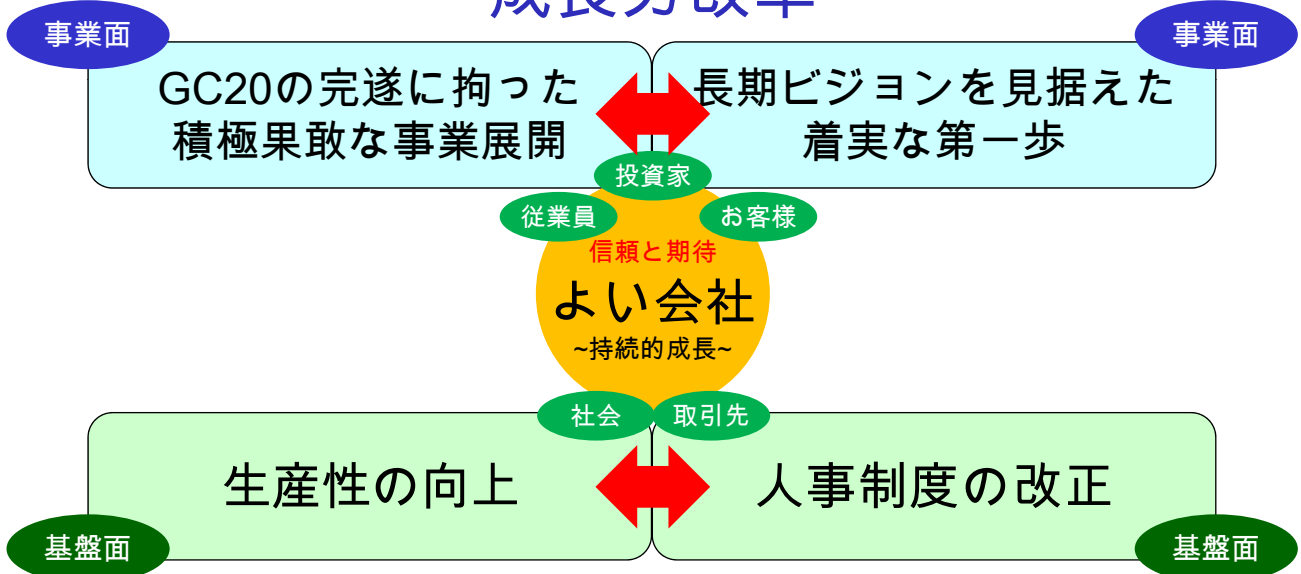 事業面
事業面
GC20の完遂に拘った
積極果敢な事業展開
長期ビジョンを見据えた
着実な第一歩
投資家
従業員
お客様
信頼と期待
よい会社
~持続的成長~
社会
取引先
生産性の向上
人事制度の改正
基盤面
基盤面